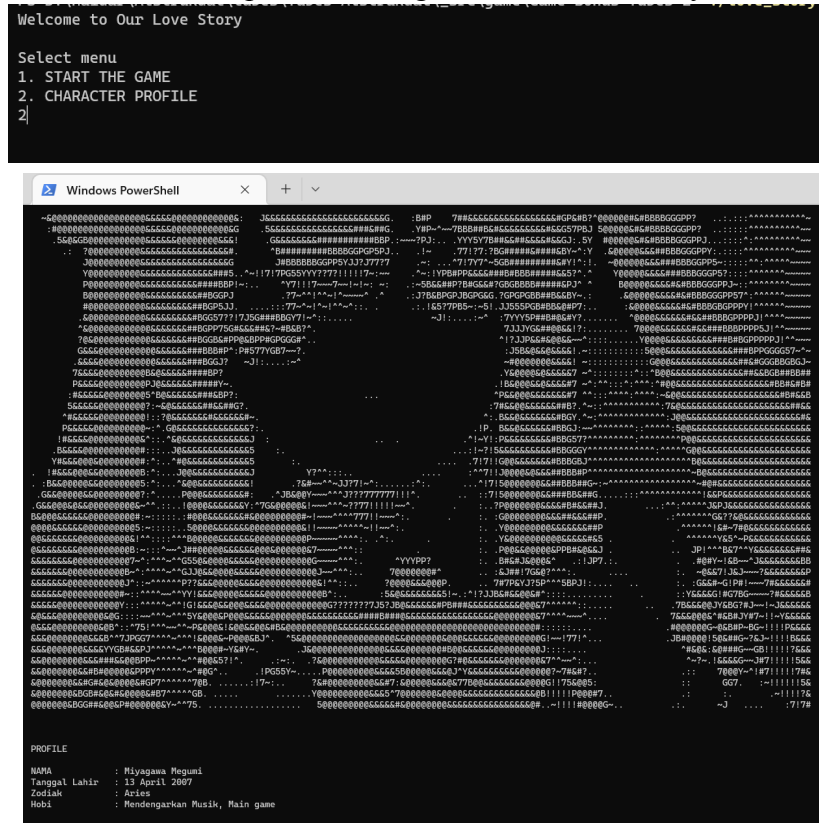 Welcome to Our Love Story
Select menu
1. START THE GAME
2. CHARACTER PROFILE
2
Windows PowerShell
PROFILE
NAMA : Miyagawa Megumi
Tanggal Lahir : 13 April 2007
Zodiak : Aries
Hobi : Mendengarkan Musik, Main game